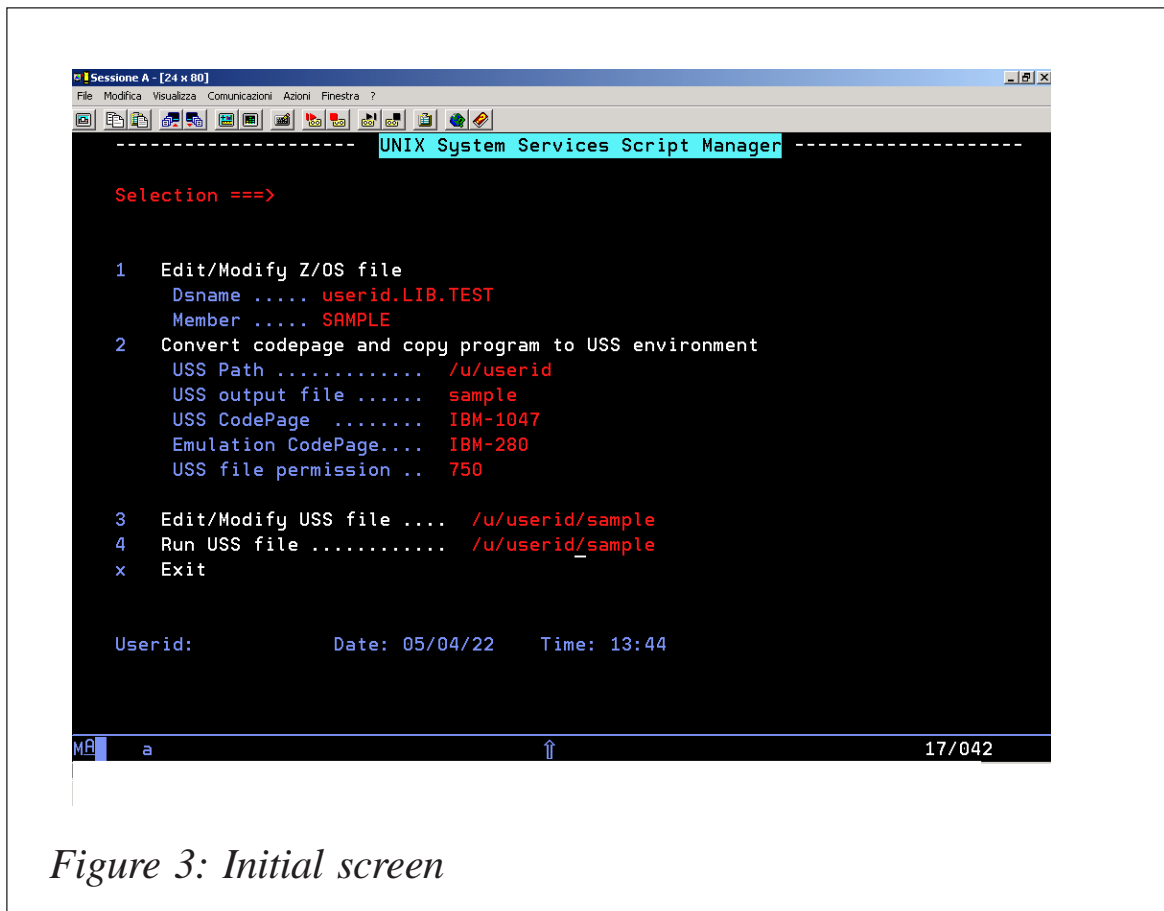 Sessione A - [24 x 80]
File Modifica Visualizza Comunicazioni Azioni Finestra ?
--------------------- UNIX System Services Script Manager --------------------
Selection ===>
1 Edit/Modify Z/OS file
Dsname ..... userid.LIB.TEST
Member ..... SAMPLE
2 Convert codepage and copy program to USS environment
USS Path ............. /u/userid
USS output file ...... sample
USS CodePage ........ IBM-1047
Emulation CodePage.... IBM-280
USS file permission .. 750
3 Edit/Modify USS file .... /u/userid/sample
4 Run USS file ............ /u/userid/sample
x Exit
Userid: Date: 05/04/22 Time: 13:44
MA a 17/042
Figure 3: Initial screen